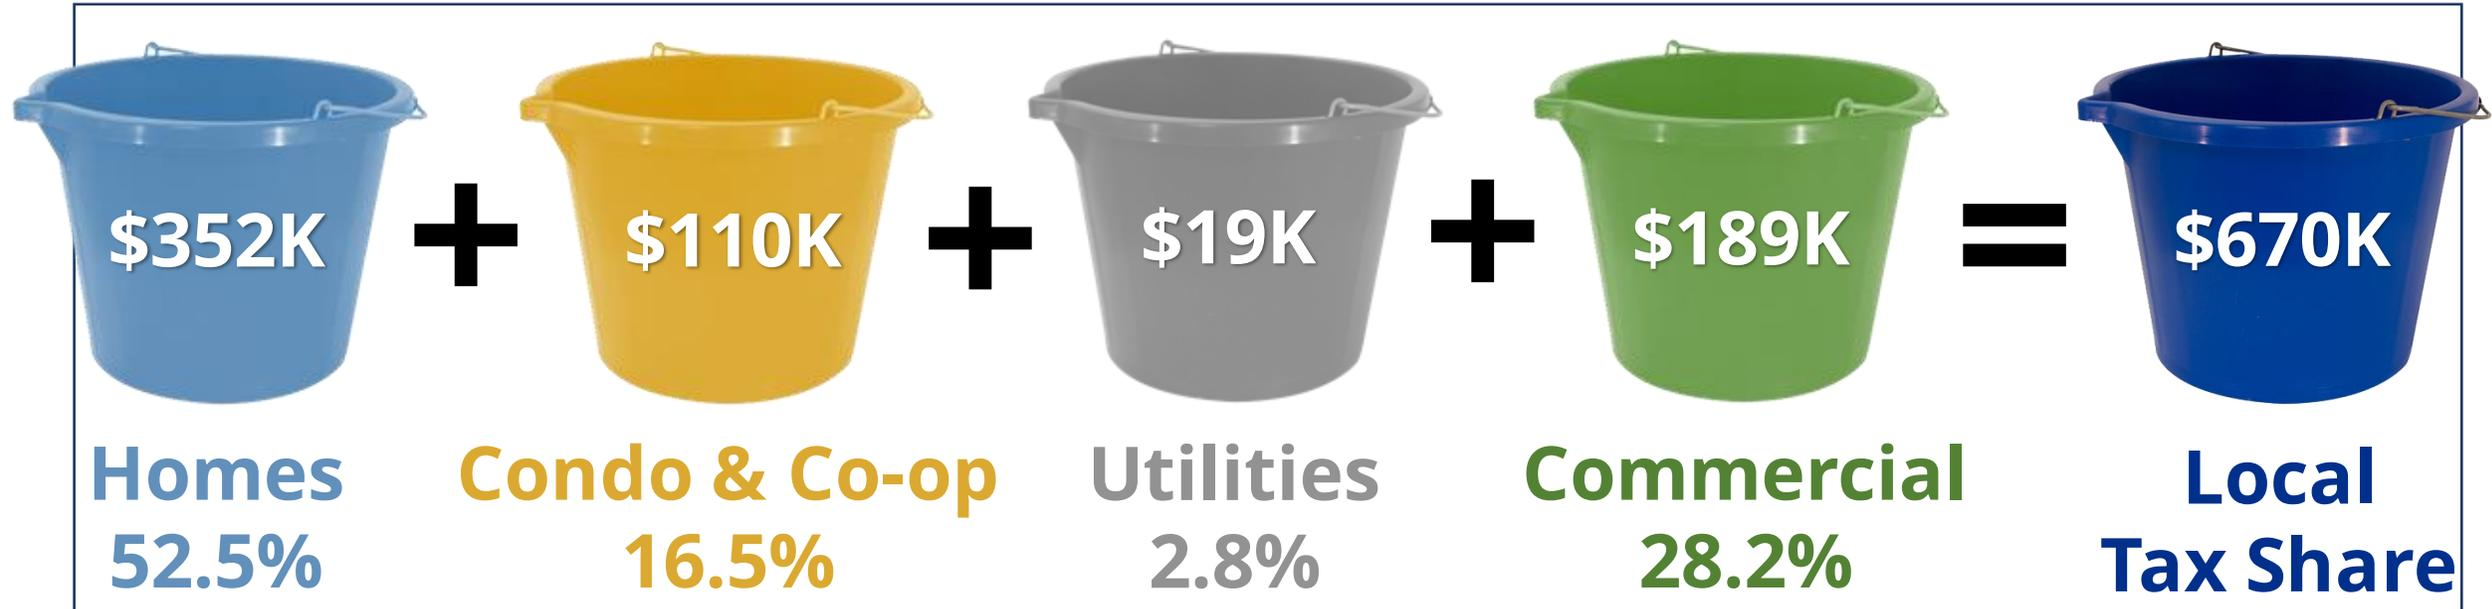 $352K + $110K + $19K + $189K = $670K
Homes
52.5%
Condo & Co-op
16.5%
Utilities
2.8%
Commercial
28.2%
Local
Tax Share